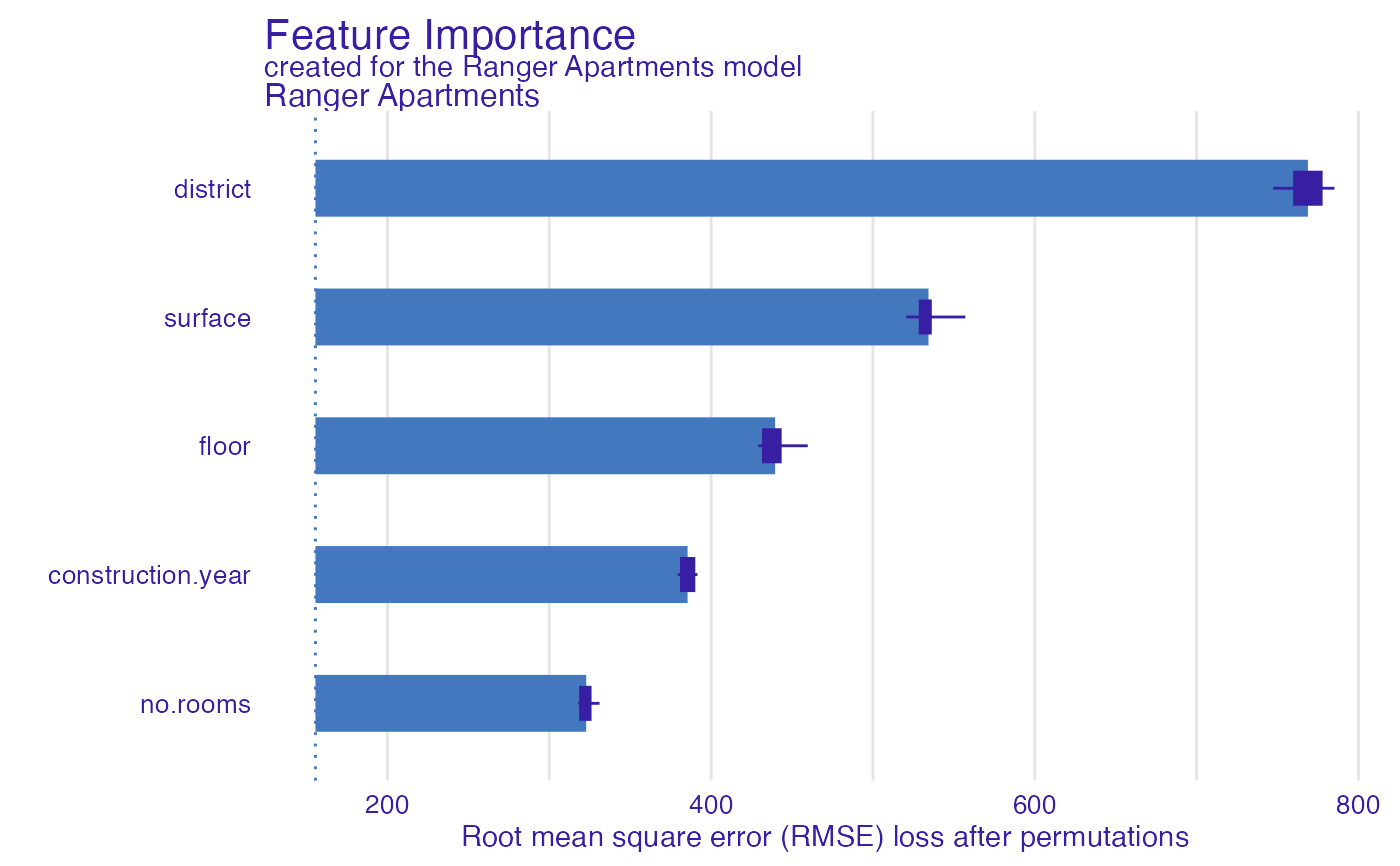 Feature Importance
created for the Ranger Apartments model
Ranger Apartments
district
surface
floor
construction.year
no.rooms
200 400 600 800
Root mean square error (RMSE) loss after permutations